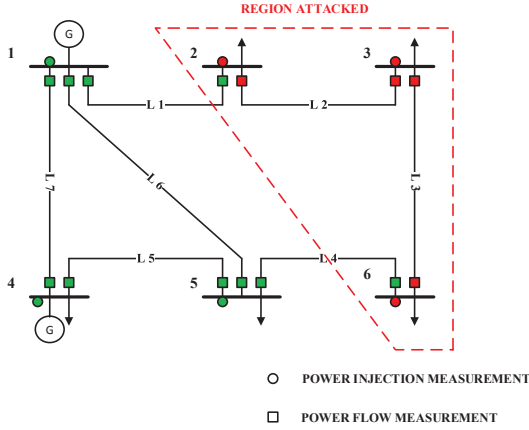 REGION ATTACKED
G
1
2
3
L 1
L 2
L 7
L 6
L 3
L 5
L 4
4
5
6
G
POWER INJECTION MEASUREMENT
POWER FLOW MEASUREMENT